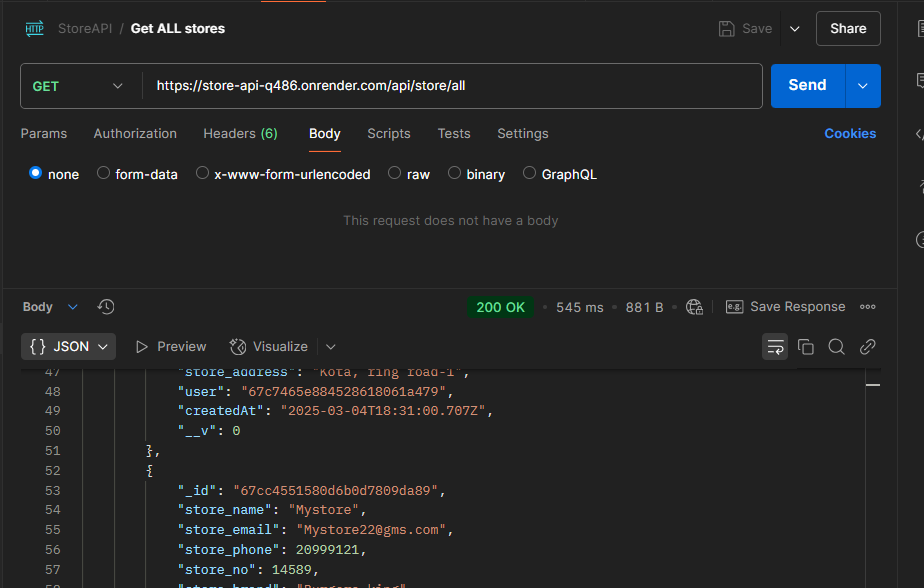 HTTP StoreAPI / Get ALL stores Save Share
GET https://store-api-q486.onrender.com/api/store/all Send
Params Authorization Headers (6) Body Scripts Tests Settings Cookies
none form-data x-www-form-urlencoded raw binary GraphQL
This request does not have a body
Body 200 OK • 545 ms • 881 B • e.g. Save Response
{} JSON Preview Visualize
47 "store_address": "Kota, ring road-1",
48 "user": "67c7465e884528618061a479",
49 "createdAt": "2025-03-04T18:31:00.707Z",
50 "__v": 0
51 },
52 {
53 "_id": "67cc4551580d6b0d7809da89",
54 "store_name": "Mystore",
55 "store_email": "Mystore22@gms.com",
56 "store_phone": 20999121,
57 "store_no": 14589,
58 "store_brand": "Burgers king"